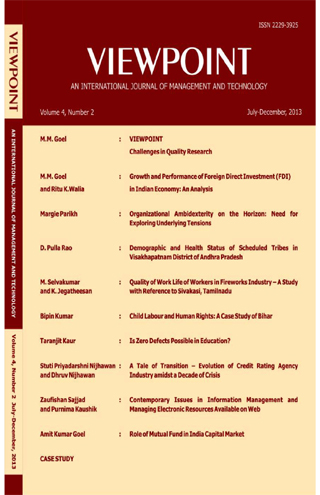 ISSN 2229-3925
VIEWPOINT
AN INTERNATIONAL JOURNAL OF MANAGEMENT AND TECHNOLOGY
Volume 4, Number 2
July-December, 2013
M.M. Goel : VIEWPOINT
Challenges in Quality Research
M.M. Goel : Growth and Performance of Foreign Direct Investment (FDI)
and Ritu K.Walia in Indian Economy: An Analysis
Margie Parikh : Organizational Ambidexterity on the Horizon: Need for
Exploring Underlying Tensions
D. Pulla Rao : Demographic and Health Status of Scheduled Tribes in
Visakhapatnam District of Andhra Pradesh
M. Selvakumar : Quality of Work Life of Workers in Fireworks Industry – A Study
and K. Jegatheesan with Reference to Sivakasi, Tamilnadu
Bipin Kumar : Child Labour and Human Rights: A Case Study of Bihar
Taranjit Kaur : Is Zero Defects Possible in Education?
Stuti Priyadarshni Nijhawan : A Tale of Transition – Evolution of Credit Rating Agency
and Dhruv Nijhawan Industry amidst a Decade of Crisis
Zaufishan Sajjad : Contemporary Issues in Information Management and
and Purnima Kaushik Managing Electronic Resources Available on Web
Amit Kumar Goel : Role of Mutual Fund in India Capital Market
CASE STUDY
VIEWPOINT
AN INTERNATIONAL JOURNAL OF MANAGEMENT AND TECHNOLOGY
Volume 4, Number 2 July-December, 2013